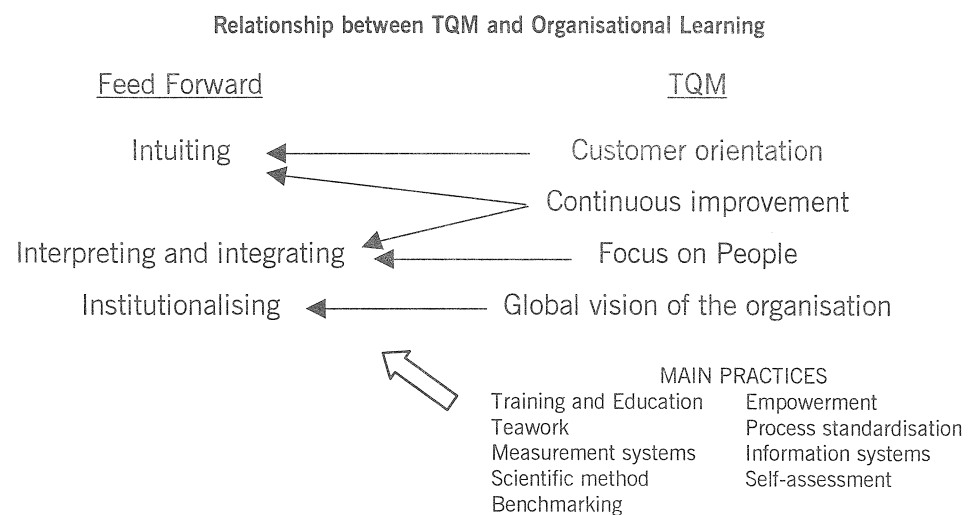 Relationship between TQM and Organisational Learning
Feed Forward TQM
Intuiting Customer orientation
Continuous improvement
Interpreting and integrating Focus on People
Institutionalising Global vision of the organisation
MAIN PRACTICES
Training and Education Empowerment
Teawork Process standardisation
Measurement systems Information systems
Scientific method Self-assessment
Benchmarking